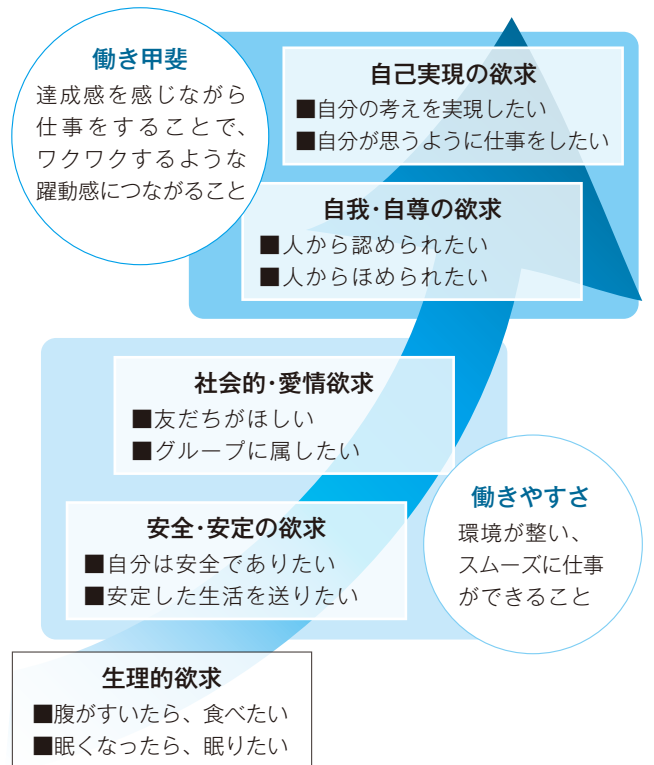 働き甲斐
達成感を感じながら
仕事をすることで、
ワクワクするような
躍動感につながること
自己実現の欲求
■自分の考えを実現したい
■自分が思うように仕事をしたい
自我・自尊の欲求
■人から認められたい
■人からほめられたい
社会的・愛情欲求
■友だちがほしい
■グループに属したい
働きやすさ
環境が整い、
スムーズに仕事
ができること
安全・安定の欲求
■自分は安全でありたい
■安定した生活を送りたい
生理的欲求
■腹がすいたら、食べたい
■眠くなったら、眠りたい